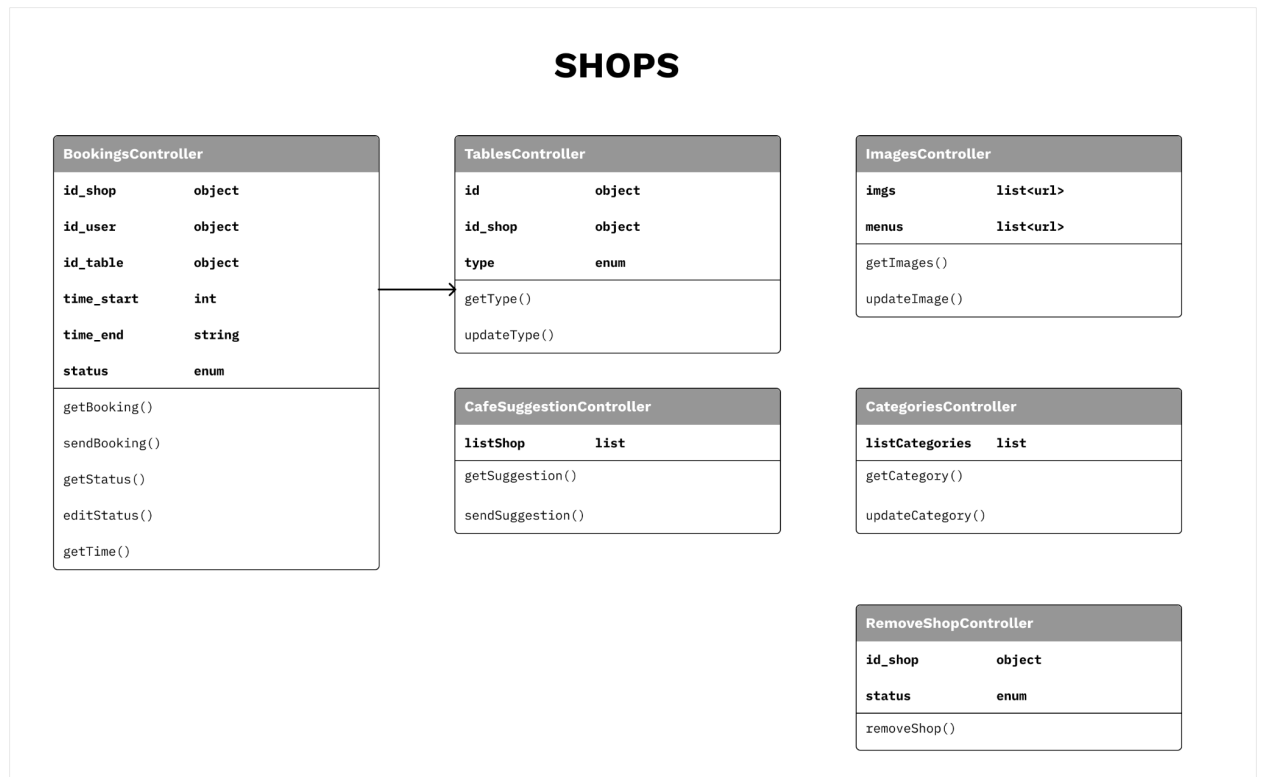 SHOPS
BookingsController
id_shop object
id_user object
id_table object
time_start int
time_end string
status enum
getBooking()
sendBooking()
getStatus()
editStatus()
getTime()
TablesController
id object
id_shop object
type enum
getType()
updateType()
ImagesController
imgs list<url>
menus list<url>
getImages()
updateImage()
CafeSuggestionController
listShop list
getSuggestion()
sendSuggestion()
CategoriesController
listCategories list
getCategory()
updateCategory()
RemoveShopController
id_shop object
status enum
removeShop()